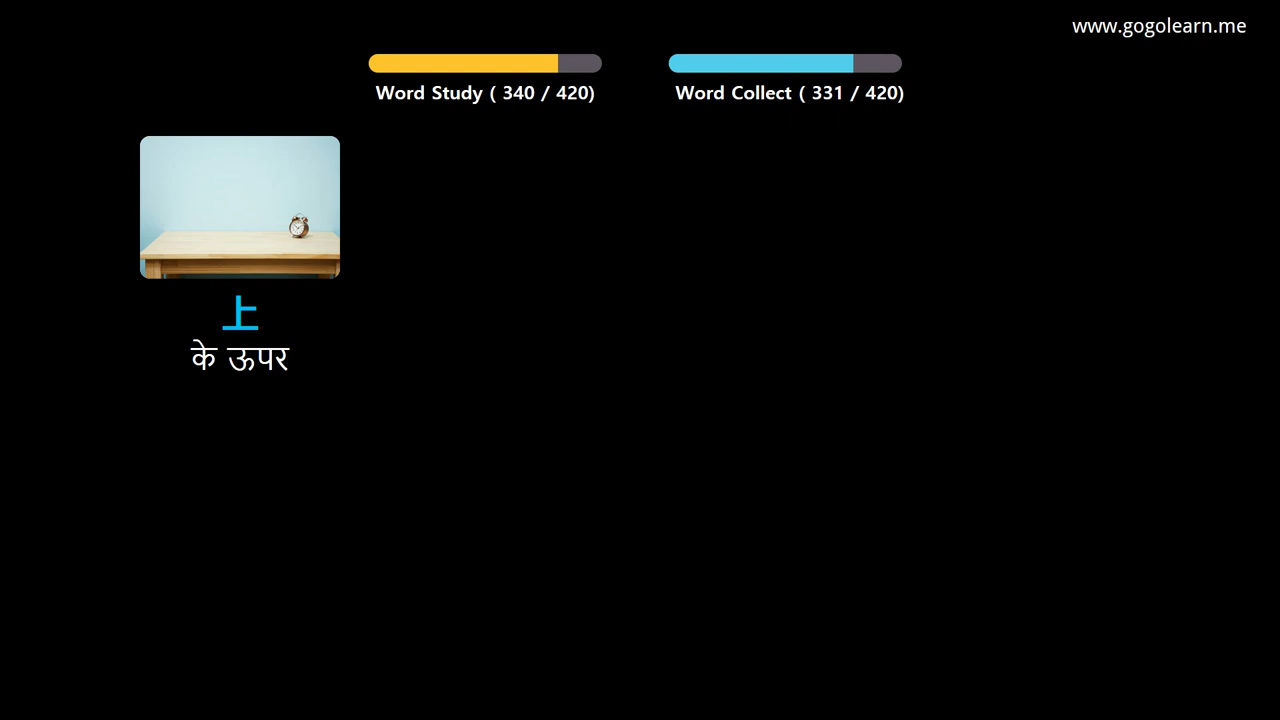 www.gogolearn.me
Word Study ( 340 / 420)
Word Collect ( 331 / 420)
上
के ऊपर